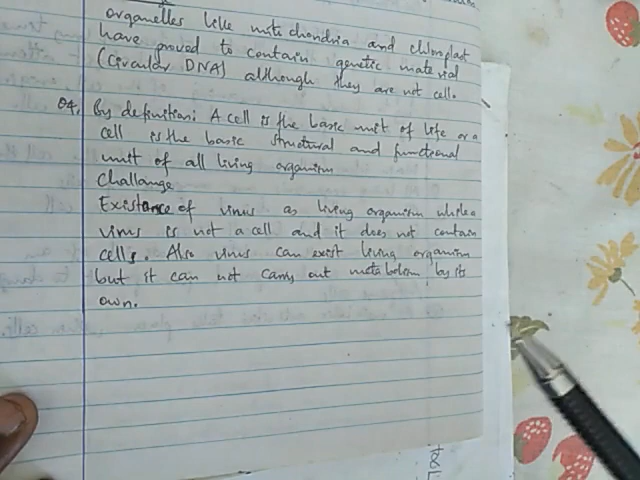 organelles like mitochondria and chloroplast
have proved to contain genetic material
(Circular DNA) although they are not cell.
04. By definition: A cell is the basic unit of life or a
cell is the basic structural and functional
unit of all living organism
Challange
Existance of virus as living organism while a
virus is not a cell and it does not contain
cells. Also virus can exist living organism
but it can not carry out metabolism by its
own.